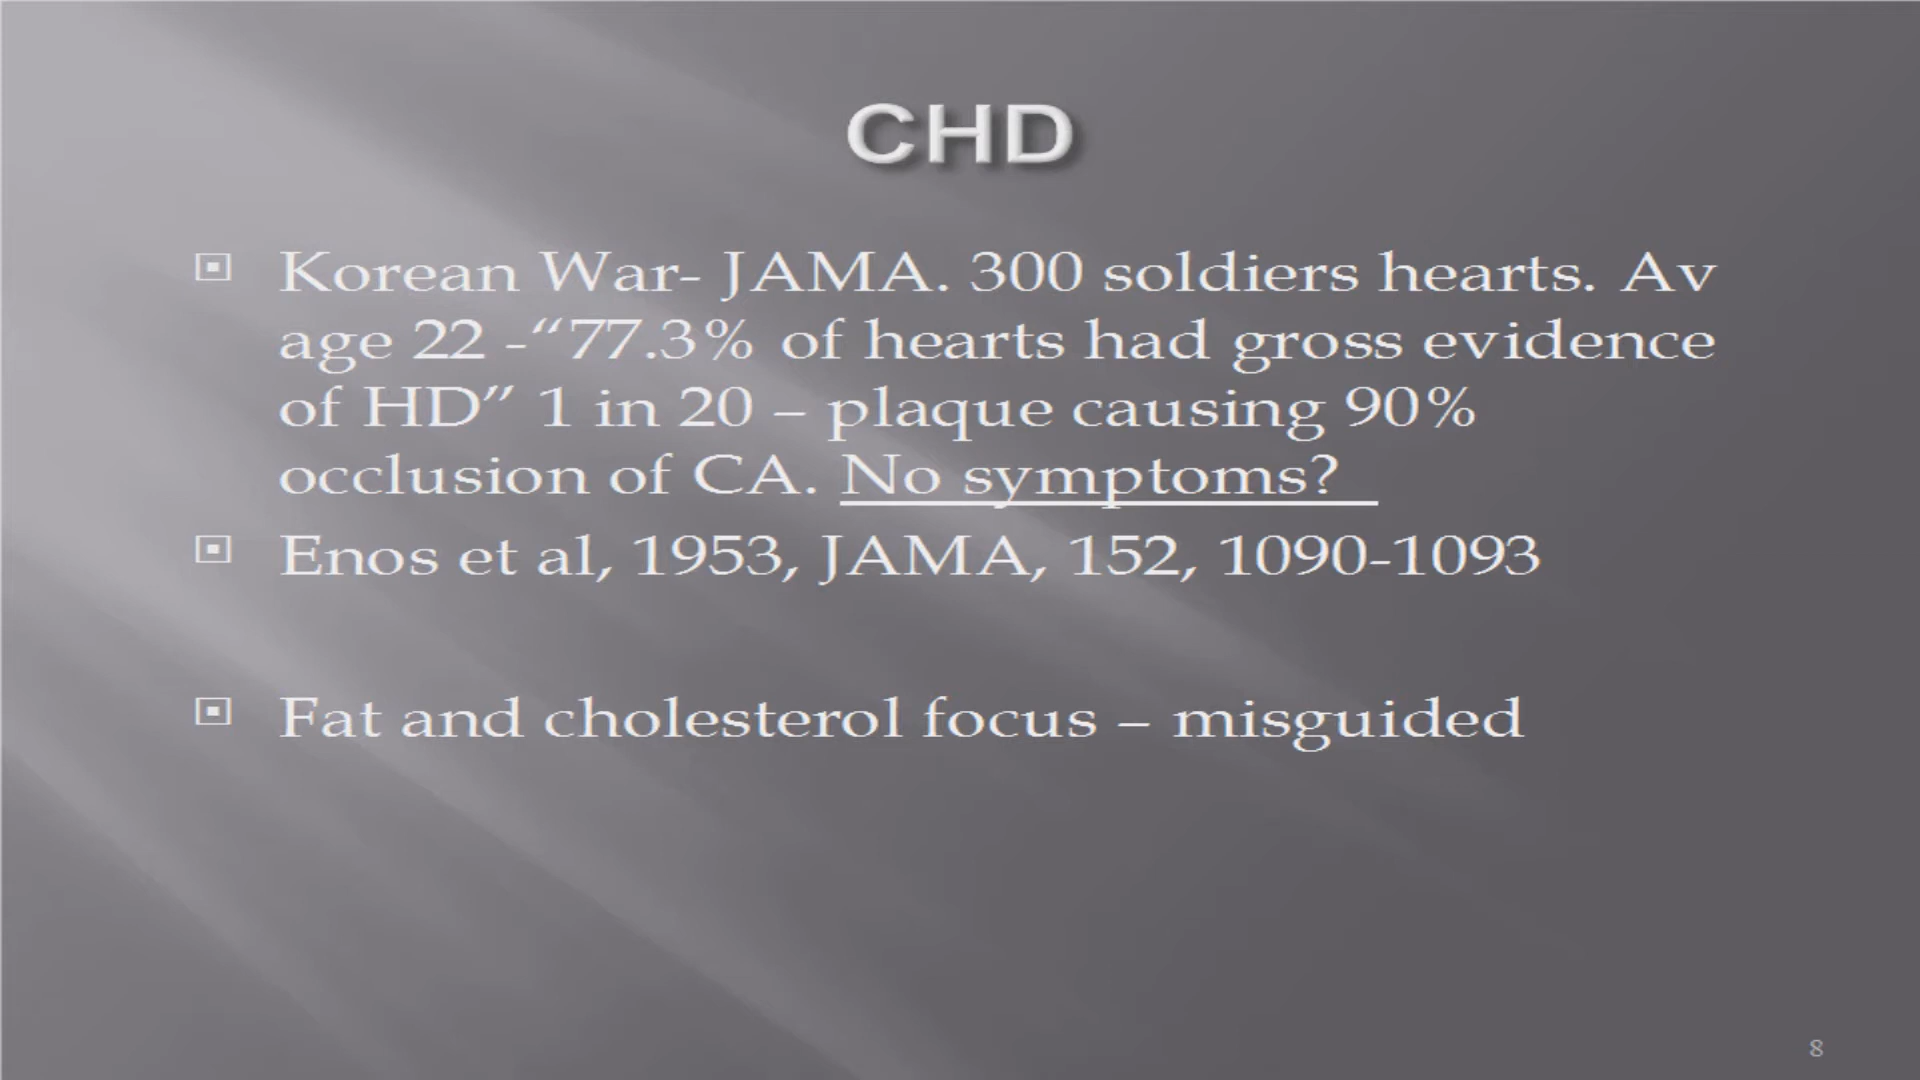 CHD
Korean War- JAMA. 300 soldiers hearts. Av
age 22 -“77.3% of hearts had gross evidence
of HD” 1 in 20 – plaque causing 90%
occlusion of CA. No symptoms?
Enos et al, 1953, JAMA, 152, 1090-1093
Fat and cholesterol focus – misguided
8